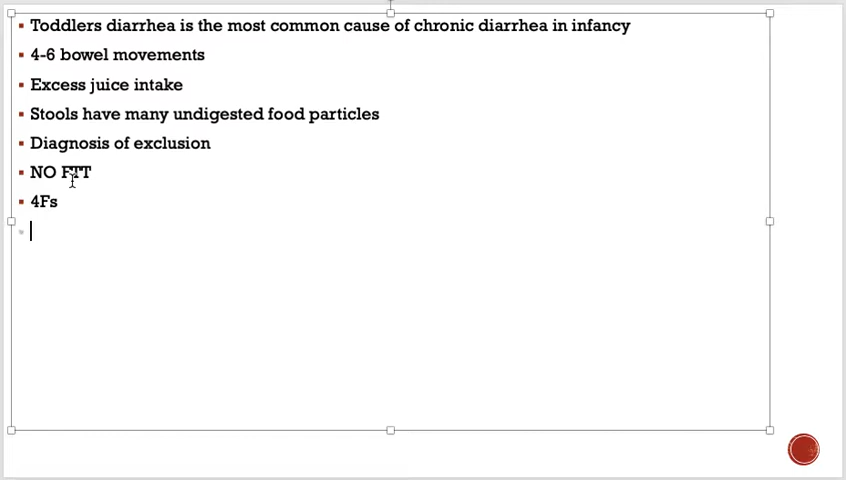 Toddlers diarrhea is the most common cause of chronic diarrhea in infancy
4-6 bowel movements
Excess juice intake
Stools have many undigested food particles
Diagnosis of exclusion
NO FTT
4Fs